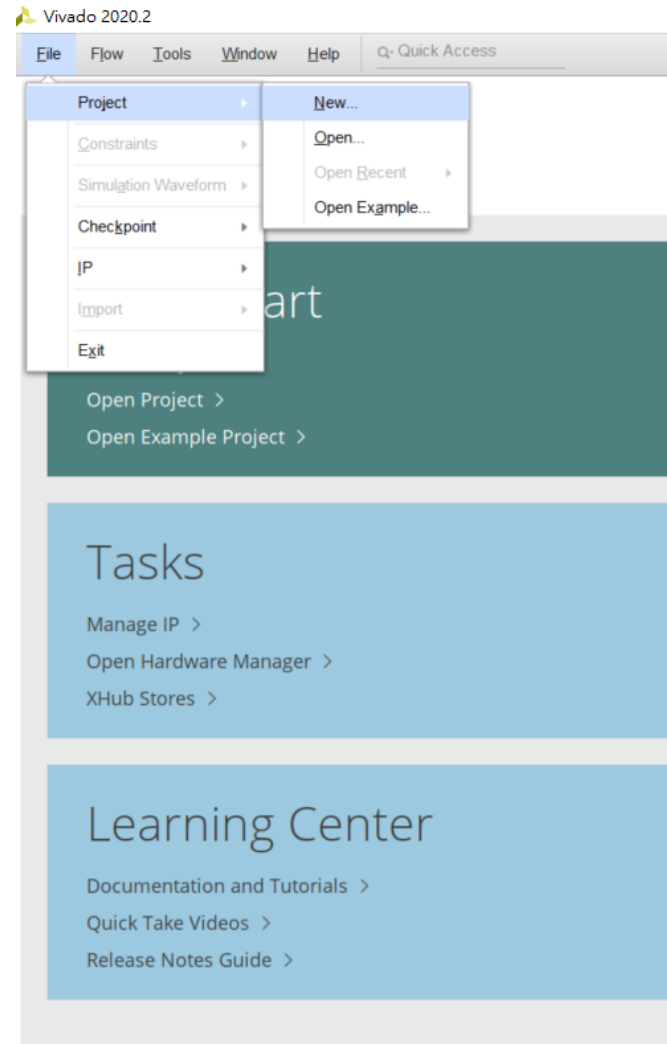 Vivado 2020.2
File Flow Tools Window Help Q- Quick Access
Project New...
Constraints Open...
Simulation Waveform Open Recent
Checkpoint Open Example...
IP
Import art
Exit
Open Project >
Open Example Project >
Tasks
Manage IP >
Open Hardware Manager >
XHub Stores >
Learning Center
Documentation and Tutorials >
Quick Take Videos >
Release Notes Guide >